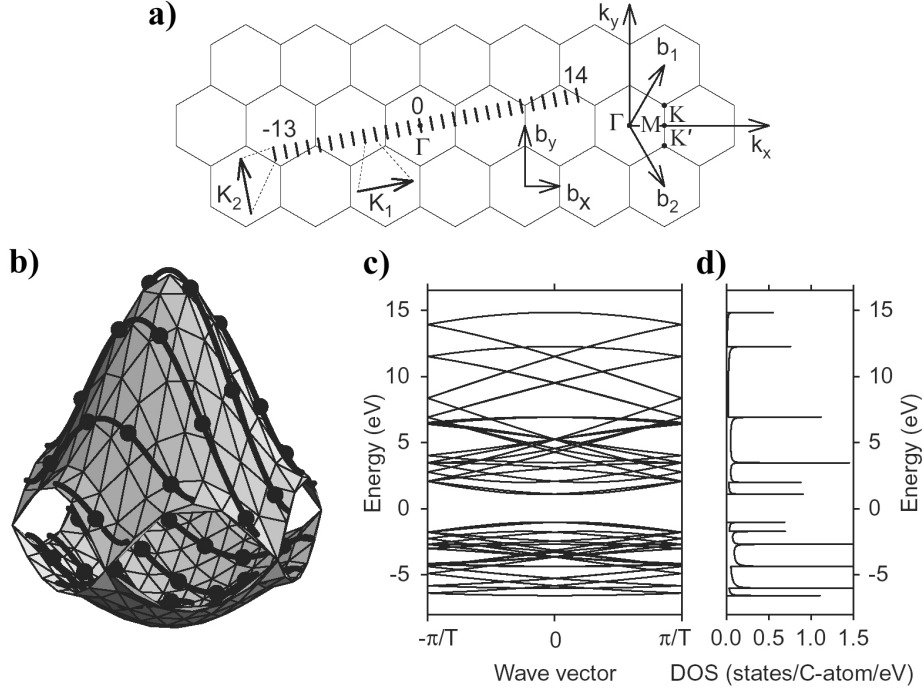 a)
k_y
b_1
14
0
-13
Γ
Γ
M
K
K′
k_x
b_y
b_x
b_2
K_2
K_1
b)
c)
d)
15
10
5
0
-5
Energy (eV)
-π/T
0
π/T
Wave vector
15
10
5
0
-5
Energy (eV)
0.0 0.5 1.0 1.5
DOS (states/C-atom/eV)